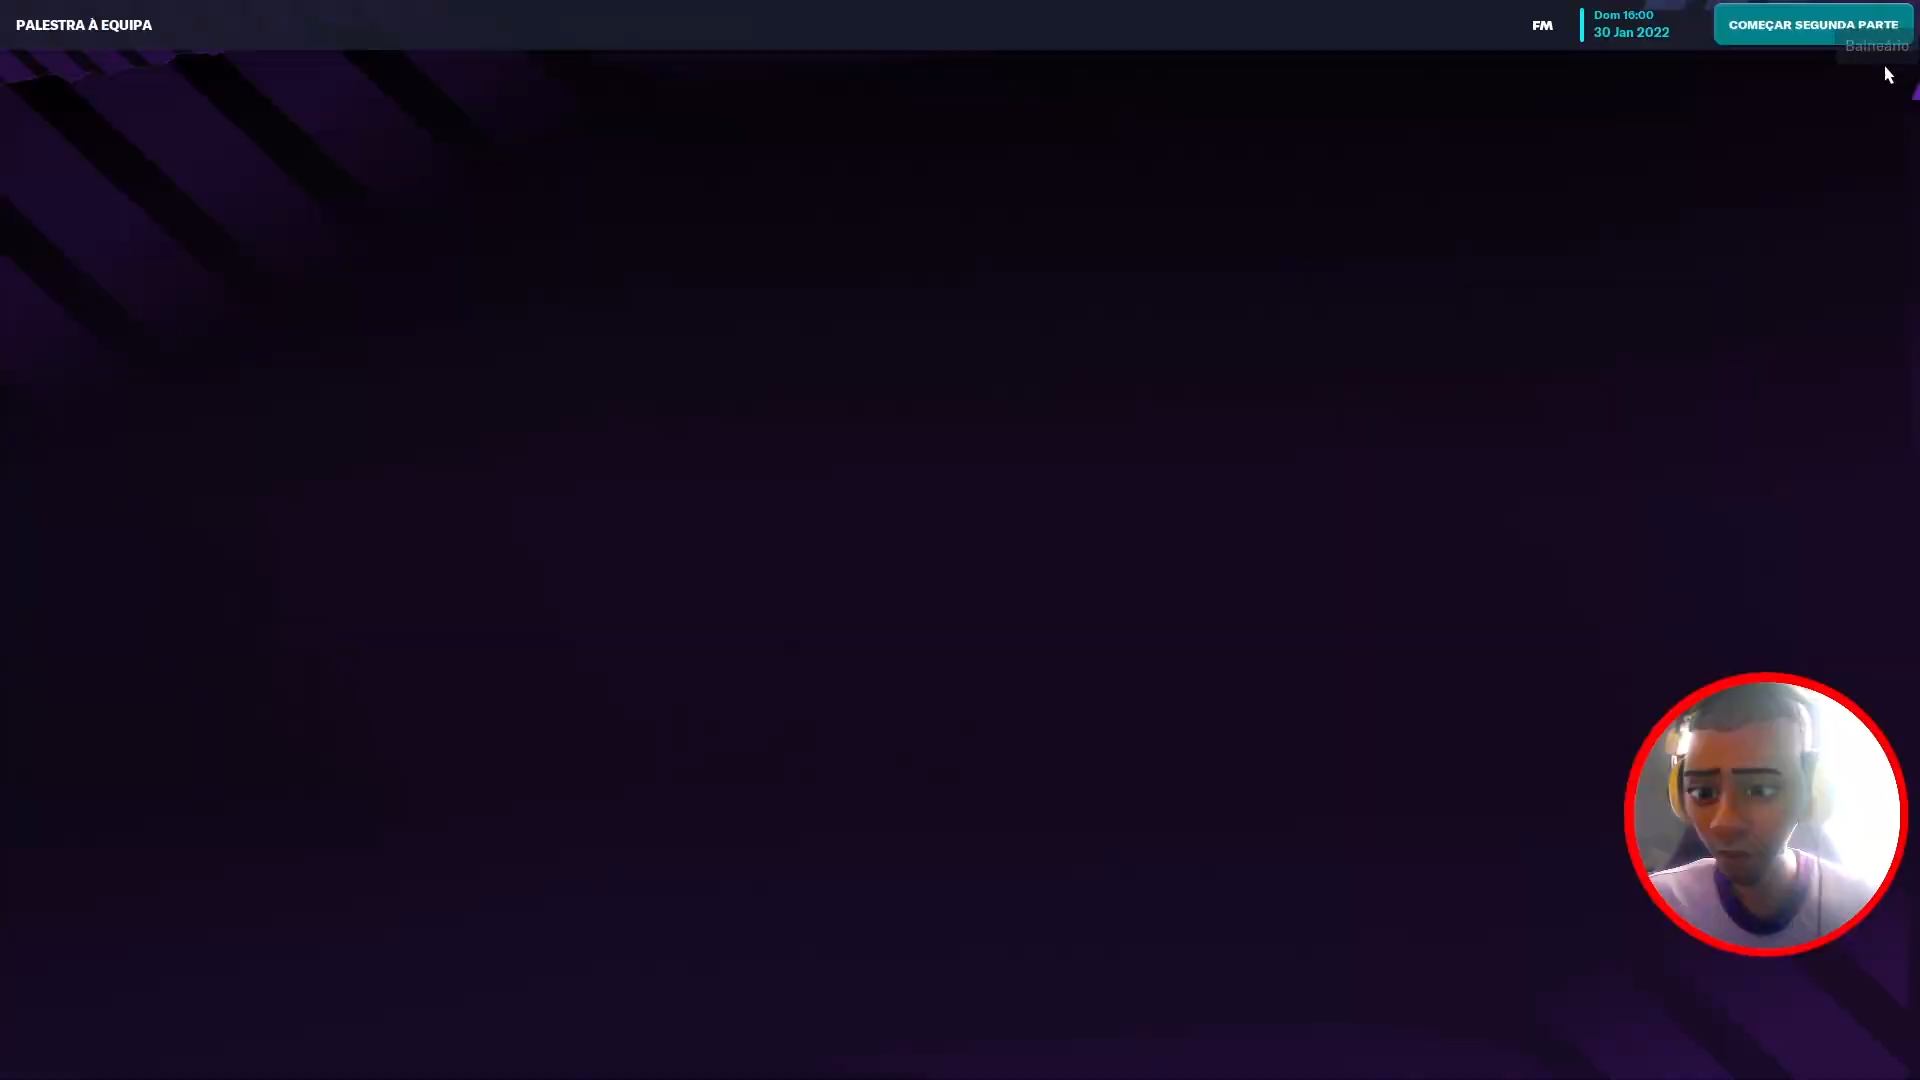 PALESTRA À EQUIPA
FM
Dom 16:00
30 Jan 2022
COMEÇAR SEGUNDA PARTE
Balneário